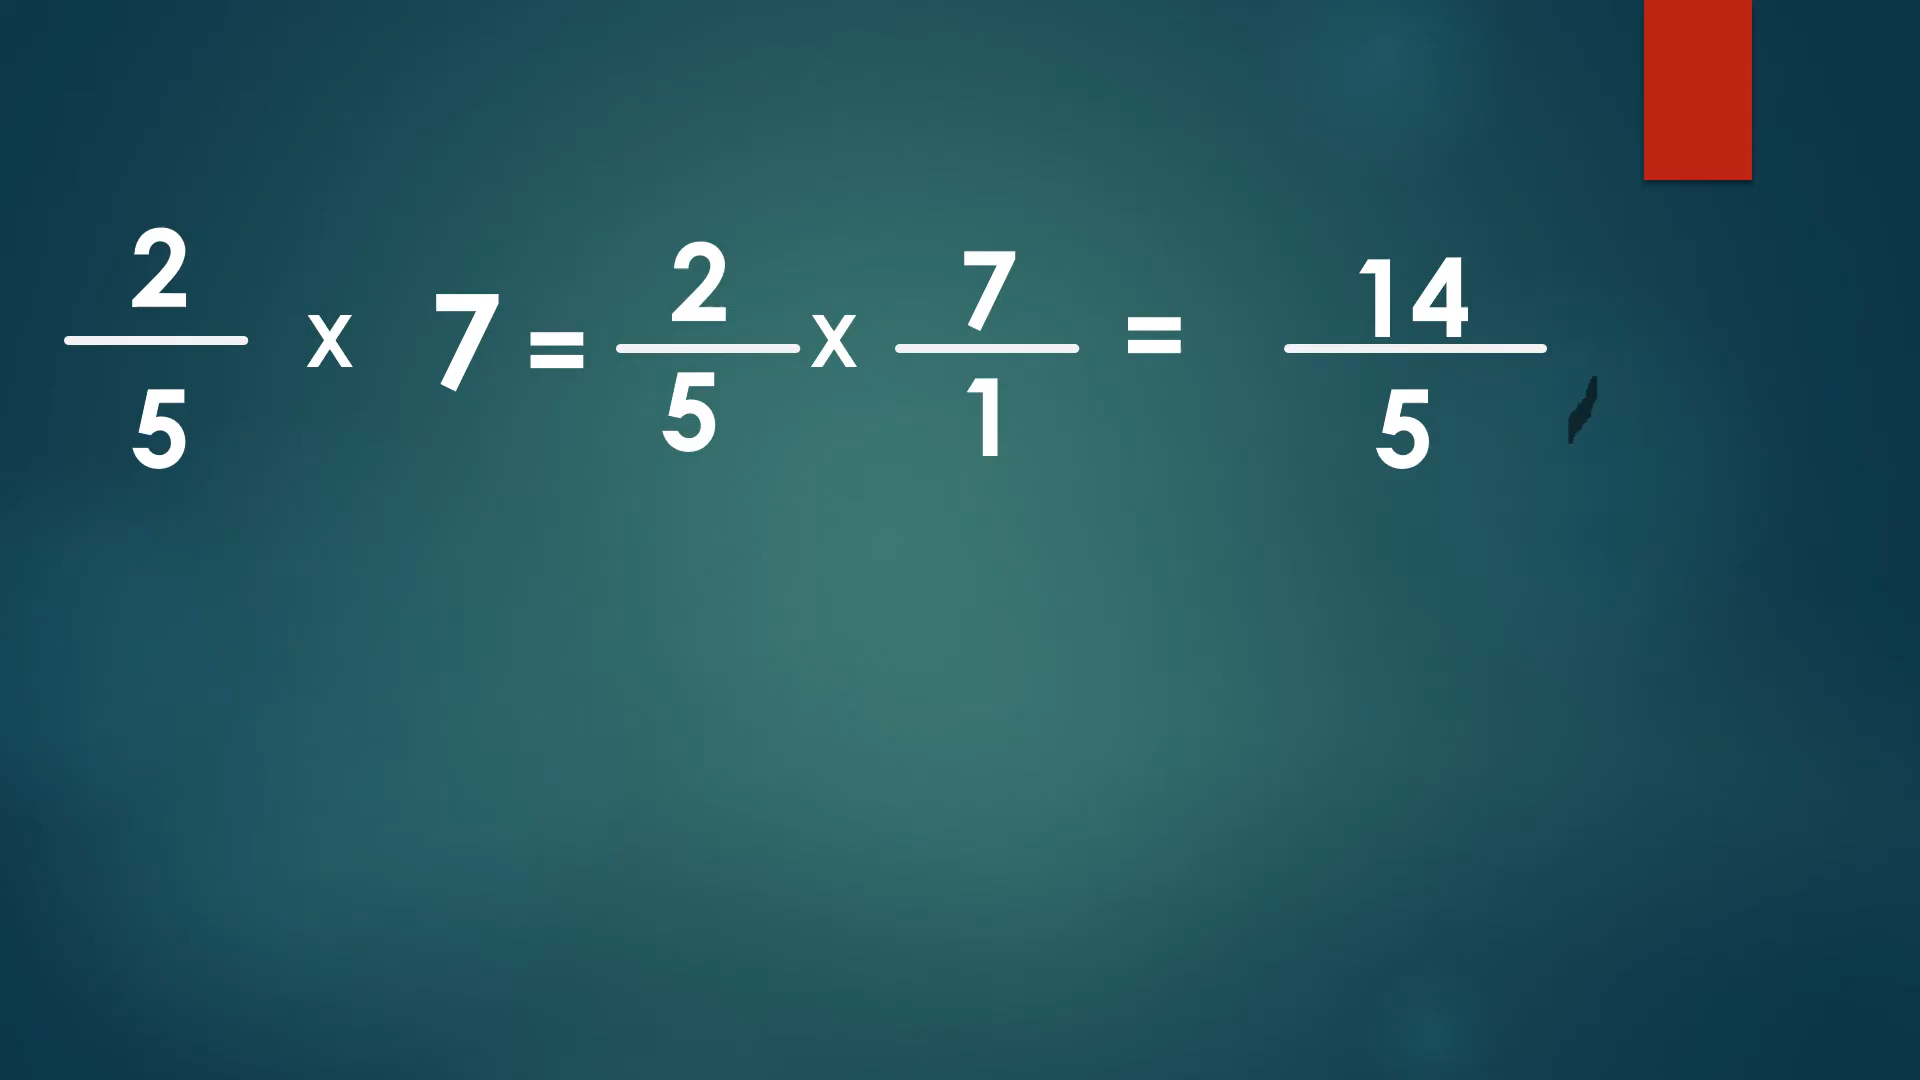 2/5 x 7 = 2/5 x 7/1 = 14/5